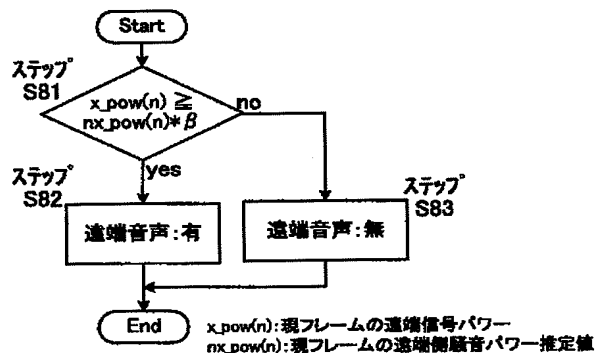 Start
ステップ
S81
x_pow(n) ≧
nx_pow(n)*β
no
yes
ステップ
S82
遠端音声：有
ステップ
S83
遠端音声：無
End
x_pow(n)：現フレームの遠端信号パワー
nx_pow(n)：現フレームの遠端側騒音パワー推定値